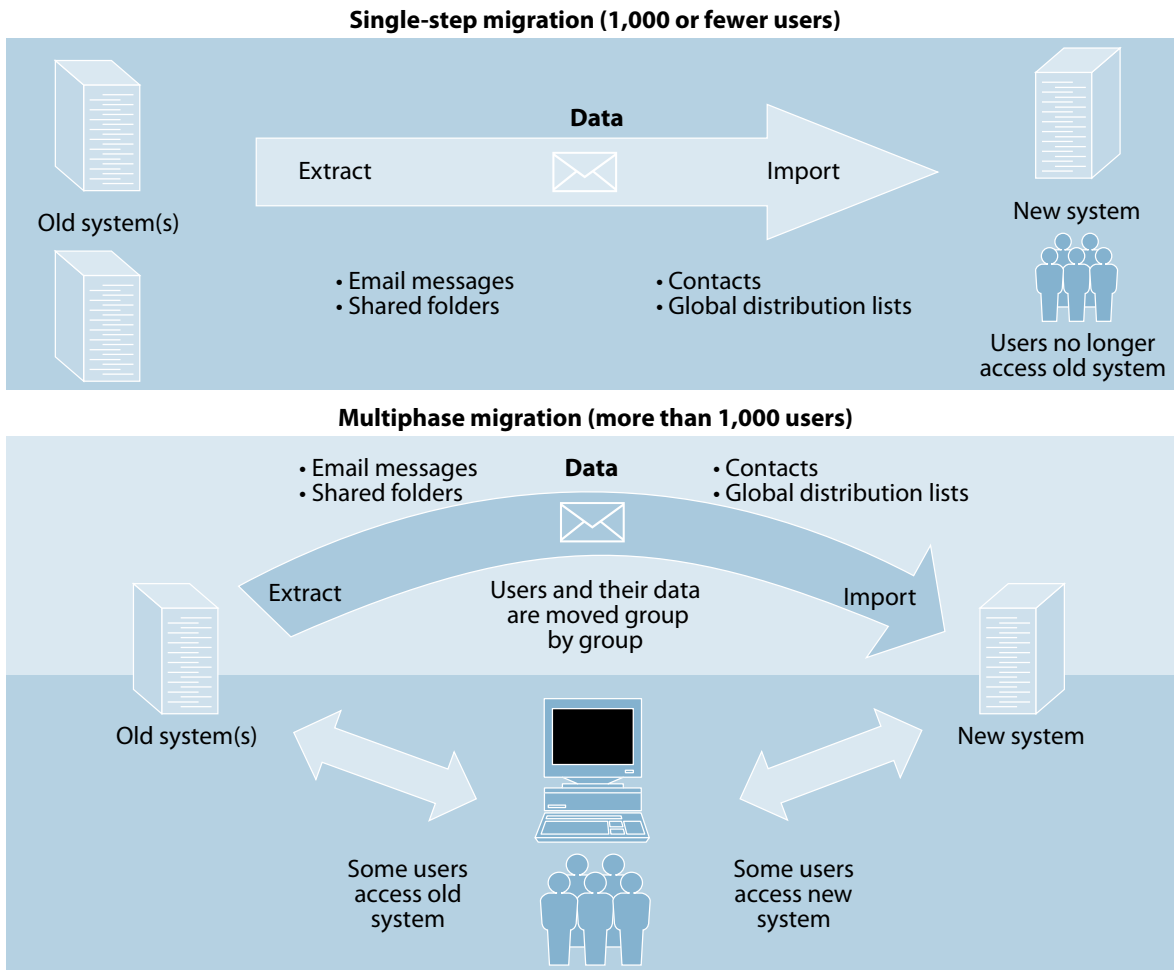 Single-step migration (1,000 or fewer users)
Data
Extract
Import
Old system(s)
New system
• Email messages
• Shared folders
• Contacts
• Global distribution lists
Users no longer
access old system
Multiphase migration (more than 1,000 users)
• Email messages
• Shared folders
Data
• Contacts
• Global distribution lists
Extract
Users and their data
are moved group
by group
Import
Old system(s)
New system
Some users
access old
system
Some users
access new
system